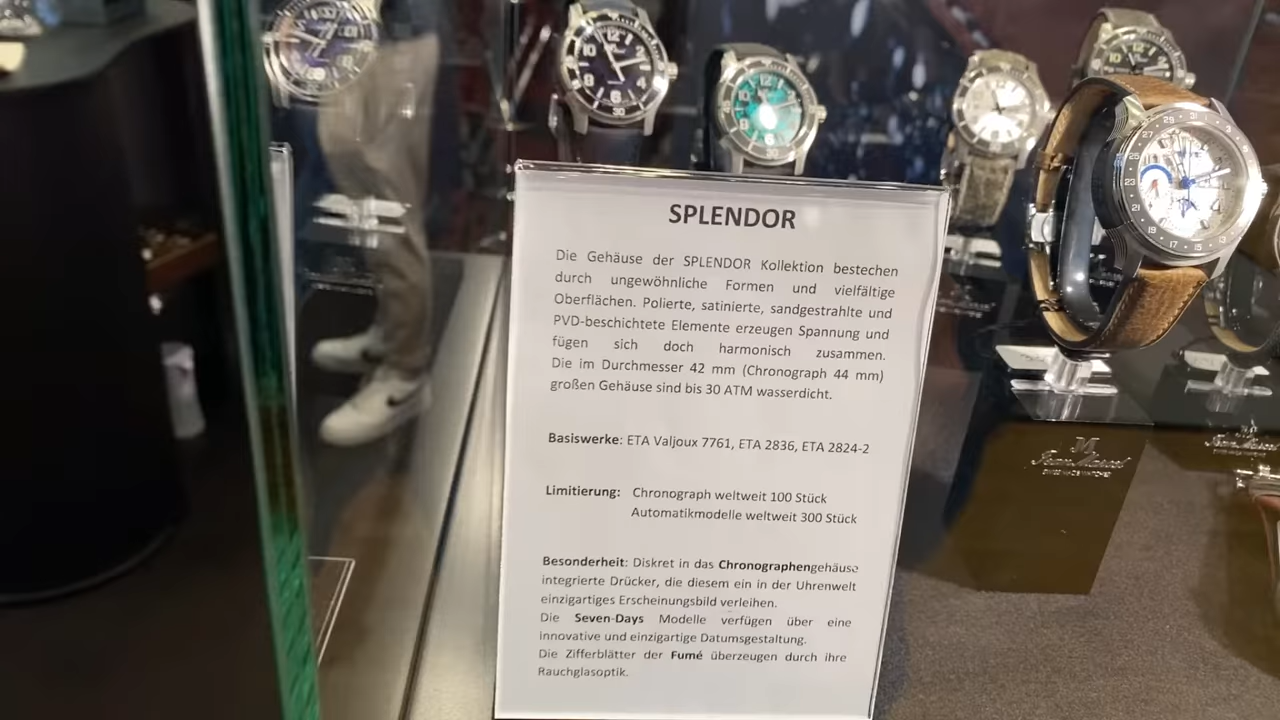 SPLENDOR
Die Gehäuse der SPLENDOR Kollektion bestechen
durch ungewöhnliche Formen und vielfältige
Oberflächen. Polierte, satinierte, sandgestrahlte und
PVD-beschichtete Elemente erzeugen Spannung und
fügen sich doch harmonisch zusammen.
Die im Durchmesser 42 mm (Chronograph 44 mm)
großen Gehäuse sind bis 30 ATM wasserdicht.
Basiswerke: ETA Valjoux 7761, ETA 2836, ETA 2824-2
Limitierung: Chronograph weltweit 100 Stück
Automatikmodelle weltweit 300 Stück
Besonderheit: Diskret in das Chronographengehäuse
integrierte Drücker, die diesem ein in der Uhrenwelt
einzigartiges Erscheinungsbild verleihen.
Die Seven-Days Modelle verfügen über eine
innovative und einzigartige Datumsgestaltung.
Die Zifferblätter der Fumé überzeugen durch ihre
Rauchglasoptik.
Jean Marcel